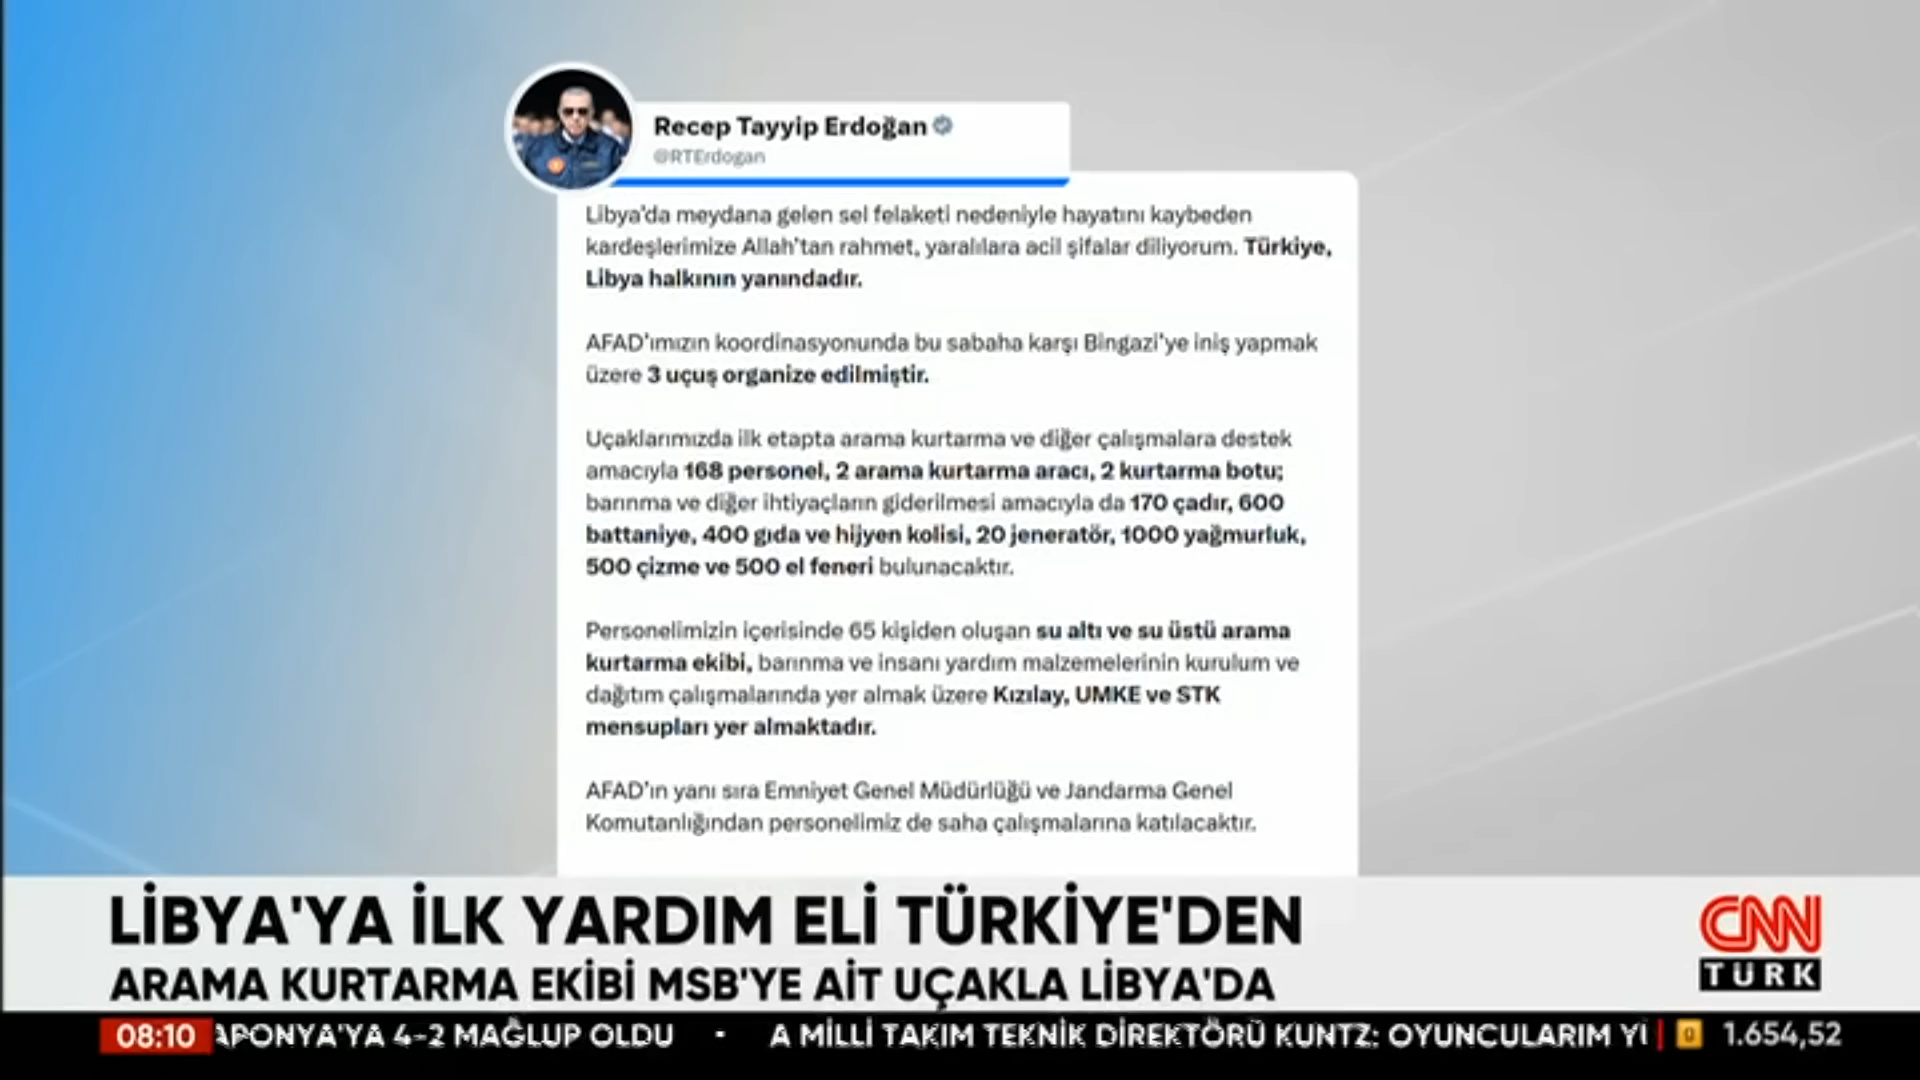 Recep Tayyip Erdoğan
@RTErdogan
Libya'da meydana gelen sel felaketi nedeniyle hayatını kaybeden
kardeşlerimize Allah'tan rahmet, yaralılara acil şifalar diliyorum. Türkiye,
Libya halkının yanındadır.
AFAD'ımızın koordinasyonunda bu sabaha karşı Bingazi'ye iniş yapmak
üzere 3 uçuş organize edilmiştir.
Uçaklarımızda ilk etapta arama kurtarma ve diğer çalışmalara destek
amacıyla 168 personel, 2 arama kurtarma aracı, 2 kurtarma botu;
barınma ve diğer ihtiyaçların giderilmesi amacıyla da 170 çadır, 600
battaniye, 400 gıda ve hijyen kolisi, 20 jeneratör, 1000 yağmurluk,
500 çizme ve 500 el feneri bulunacaktır.
Personelimizin içerisinde 65 kişiden oluşan su altı ve su üstü arama
kurtarma ekibi, barınma ve insanı yardım malzemelerinin kurulum ve
dağıtım çalışmalarında yer almak üzere Kızılay, UMKE ve STK
mensupları yer almaktadır.
AFAD'ın yanı sıra Emniyet Genel Müdürlüğü ve Jandarma Genel
Komutanlığından personelimiz de saha çalışmalarına katılacaktır.
LİBYA'YA İLK YARDIM ELİ TÜRKİYE'DEN
ARAMA KURTARMA EKİBİ MSB'YE AİT UÇAKLA LİBYA'DA
CNN
TÜRK
08:10 APONYA'YA 4-2 MAĞLUP OLDU • A MİLLİ TAKIM TEKNİK DİREKTÖRÜ KUNTZ: OYUNCULARIM Yİ 1.654,52